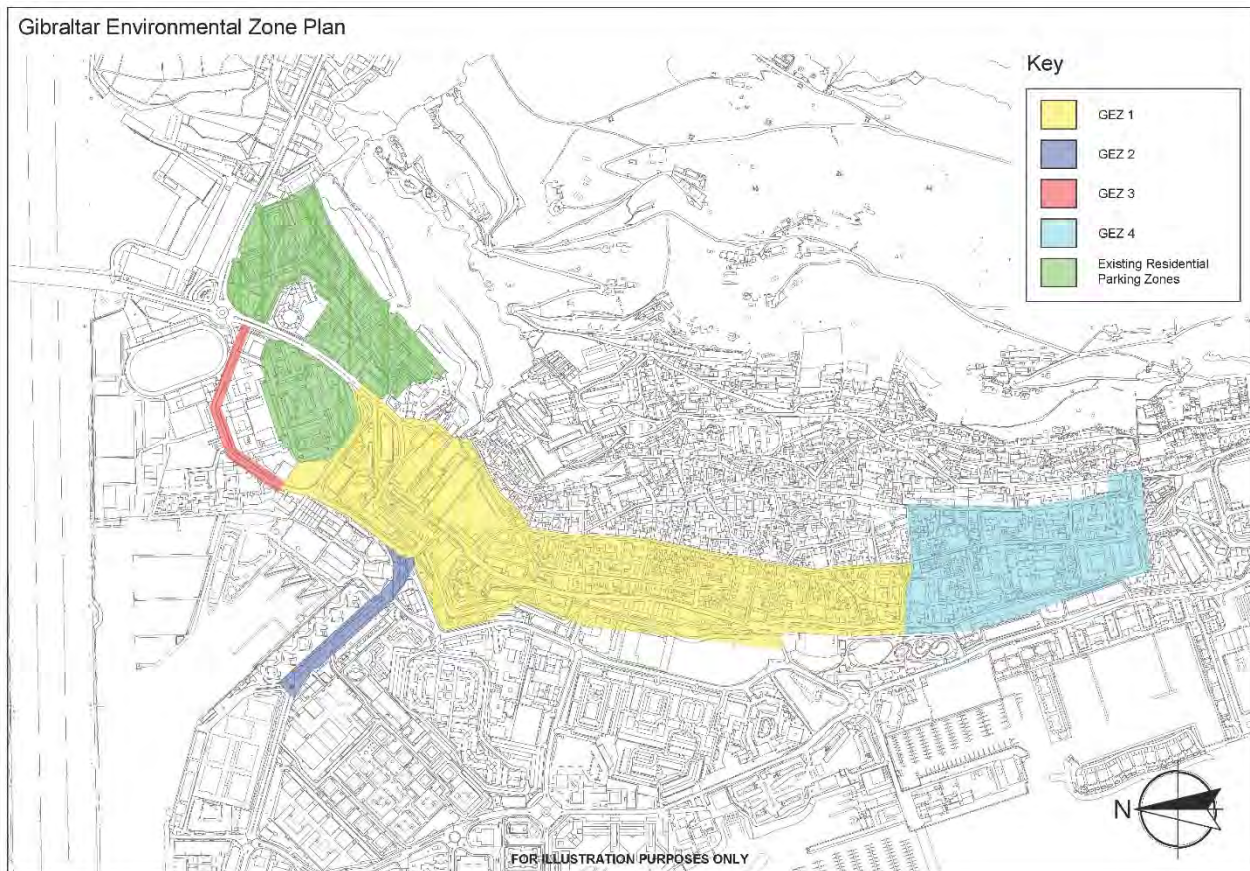 Gibraltar Environmental Zone Plan
Key
GEZ 1
GEZ 2
GEZ 3
GEZ 4
Existing Residential
Parking Zones
N
FOR ILLUSTRATION PURPOSES ONLY